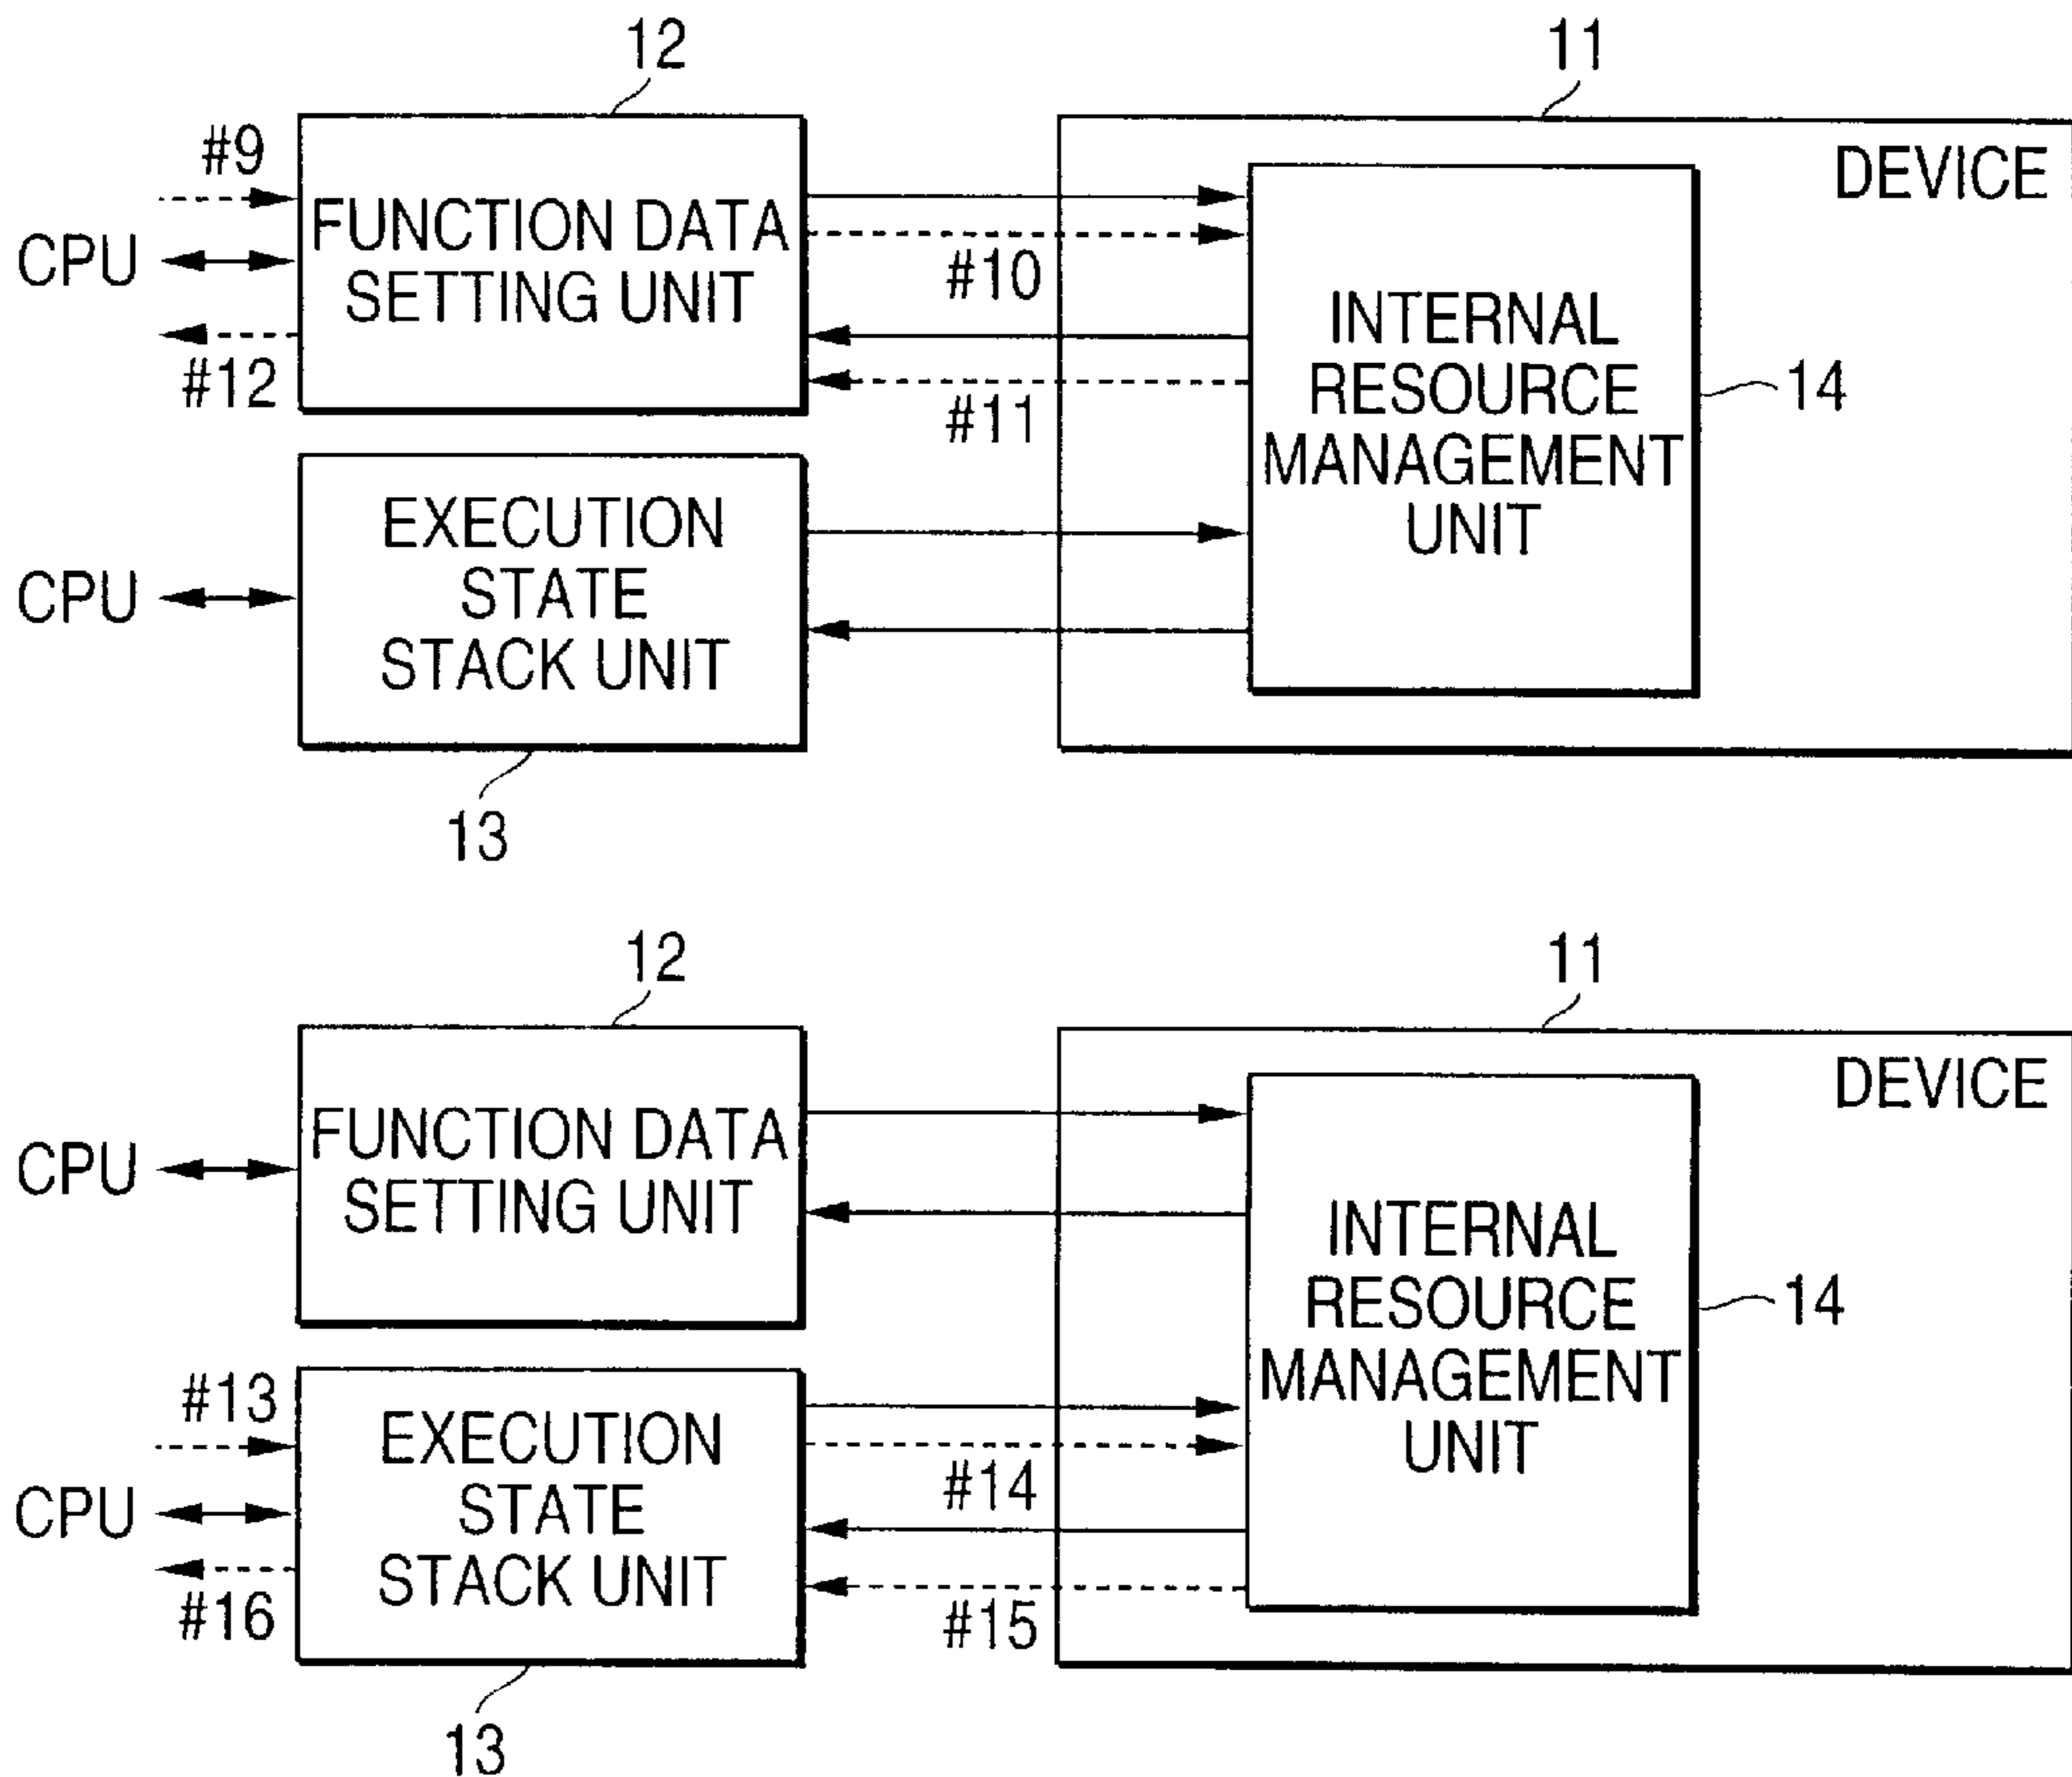 12
11
#9
DEVICE
FUNCTION DATA
SETTING UNIT
CPU
#10
#12
#11
INTERNAL
RESOURCE
MANAGEMENT
UNIT
14
EXECUTION
STATE
STACK UNIT
CPU
13
12
11
DEVICE
FUNCTION DATA
SETTING UNIT
CPU
INTERNAL
RESOURCE
MANAGEMENT
UNIT
14
#13
EXECUTION
STATE
STACK UNIT
CPU
#14
#16
#15
13